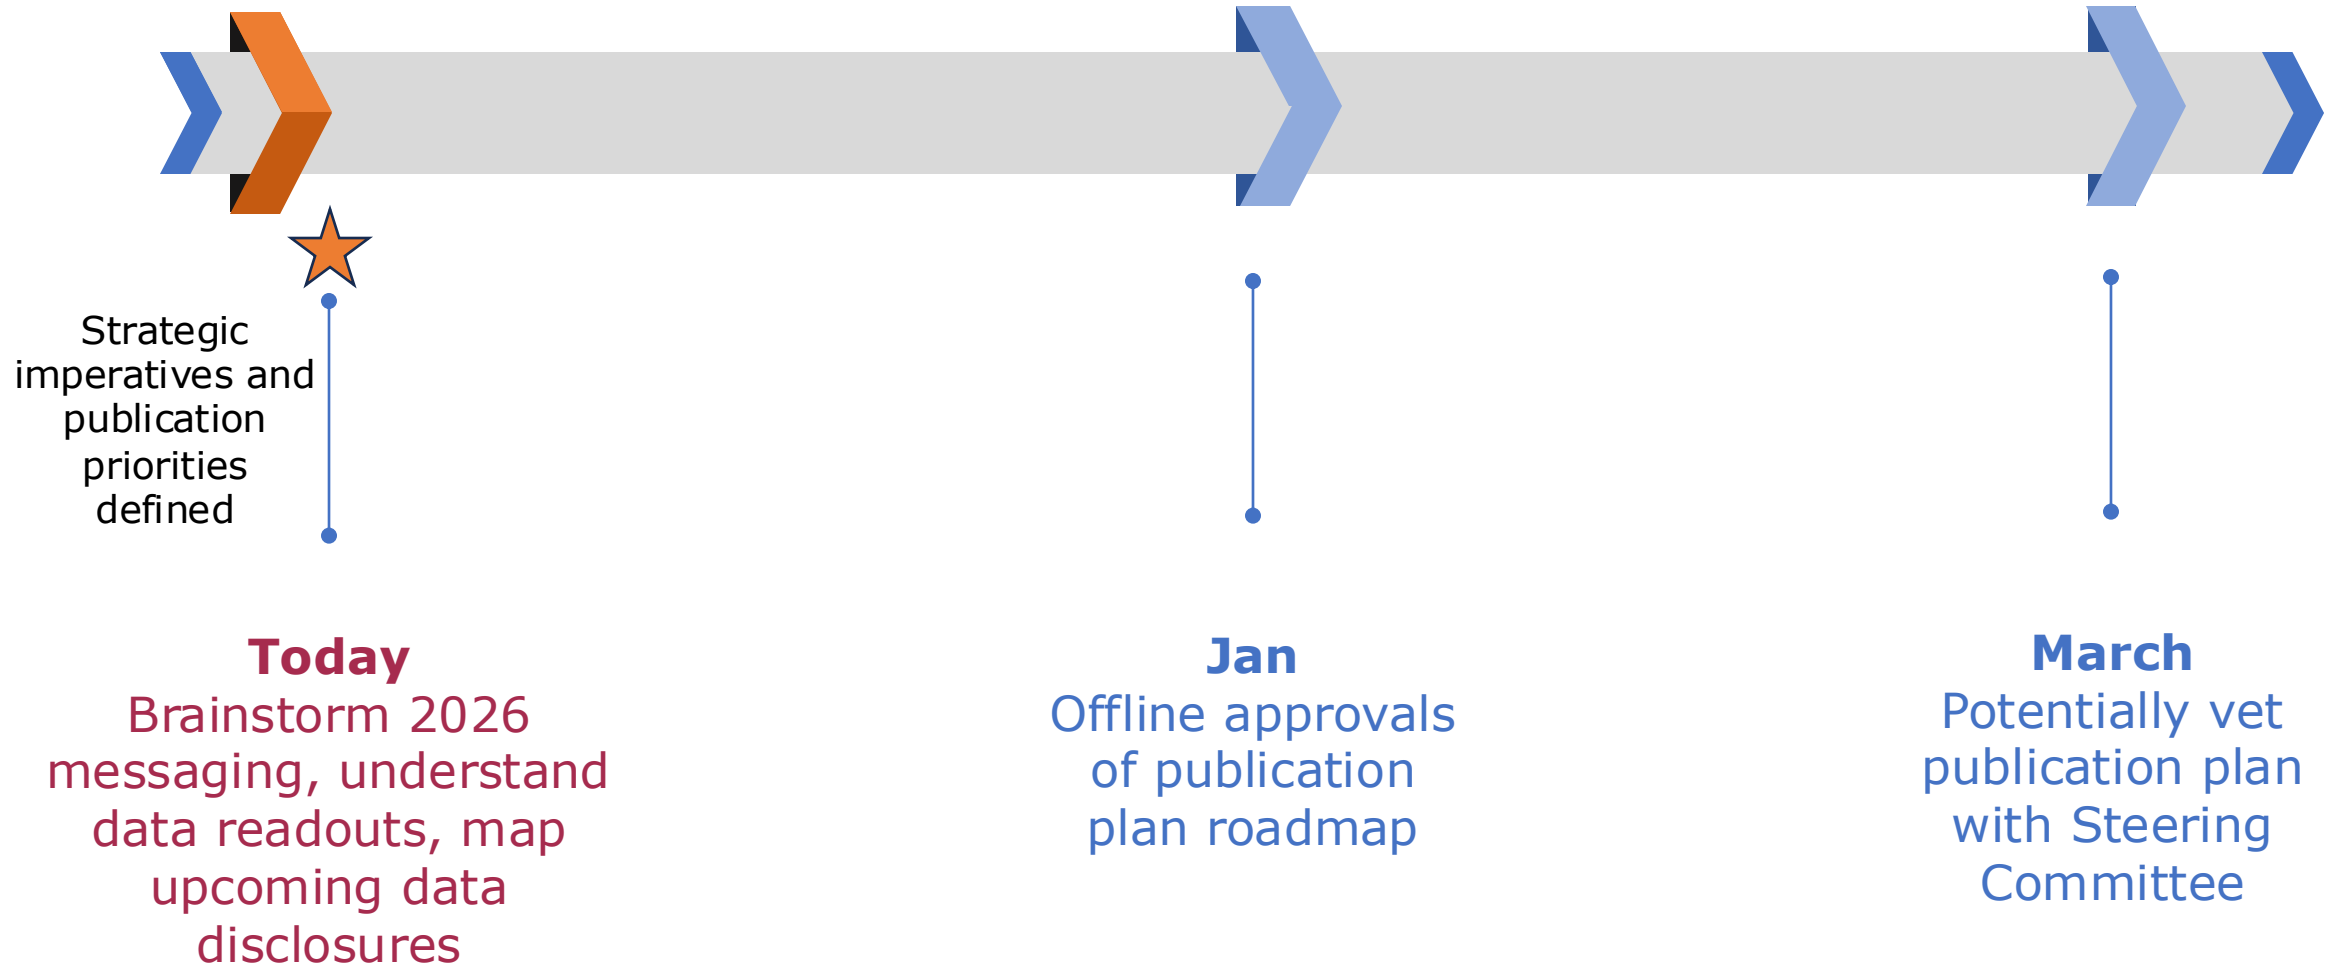 Strategic
imperatives and
publication
priorities
defined
Today
Brainstorm 2026
messaging, understand
data readouts, map
upcoming data
disclosures
Jan
Offline approvals
of publication
plan roadmap
March
Potentially vet
publication plan
with Steering
Committee